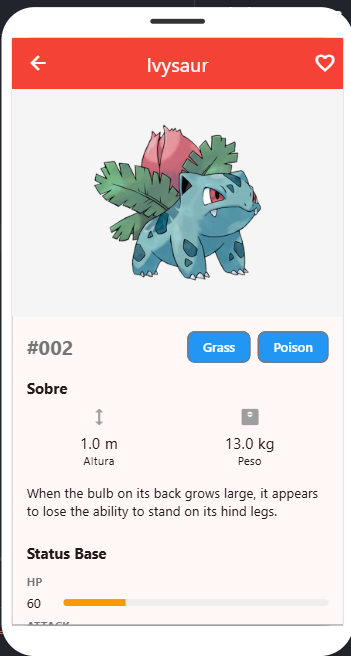 Ivysaur
#002
Grass
Poison
Sobre
1.0 m
13.0 kg
Altura
Peso
When the bulb on its back grows large, it appears
to lose the ability to stand on its hind legs.
Status Base
HP
60
ATTACK